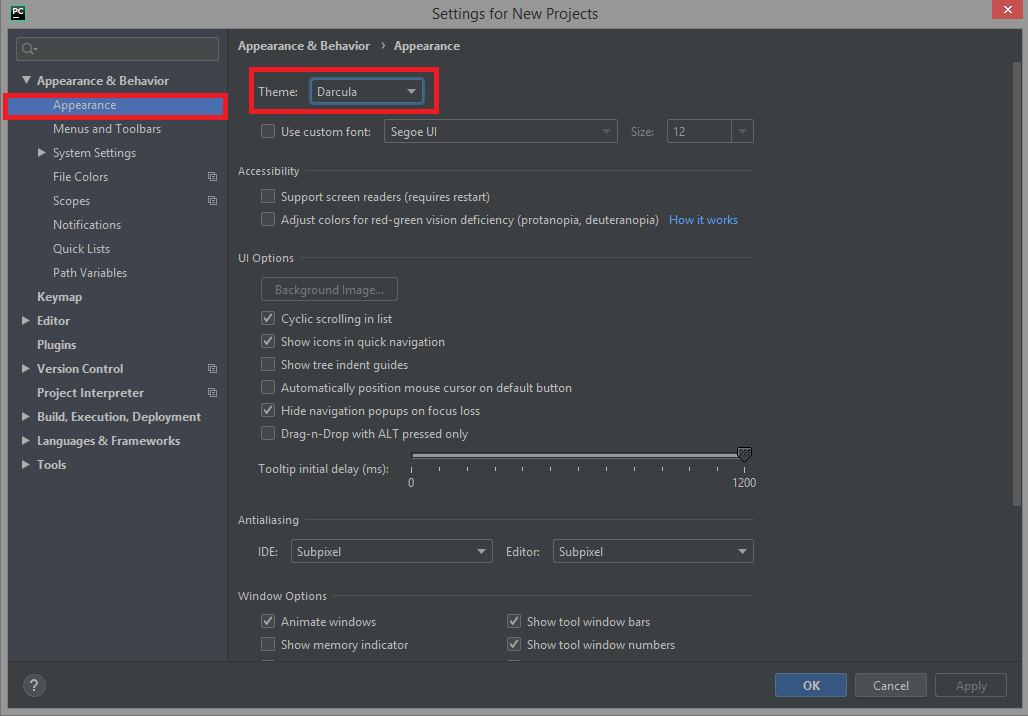 PC
Settings for New Projects
Appearance & Behavior
Appearance
Menus and Toolbars
System Settings
File Colors
Scopes
Notifications
Quick Lists
Path Variables
Keymap
Editor
Plugins
Version Control
Project Interpreter
Build, Execution, Deployment
Languages & Frameworks
Tools
Appearance & Behavior › Appearance
Theme: Darcula
Use custom font: Segoe UI Size: 12
Accessibility
Support screen readers (requires restart)
Adjust colors for red-green vision deficiency (protanopia, deuteranopia) How it works
UI Options
Background Image...
Cyclic scrolling in list
Show icons in quick navigation
Show tree indent guides
Automatically position mouse cursor on default button
Hide navigation popups on focus loss
Drag-n-Drop with ALT pressed only
Tooltip initial delay (ms):
0 1200
Antialiasing
IDE: Subpixel Editor: Subpixel
Window Options
Animate windows Show tool window bars
Show memory indicator Show tool window numbers
? OK Cancel Apply